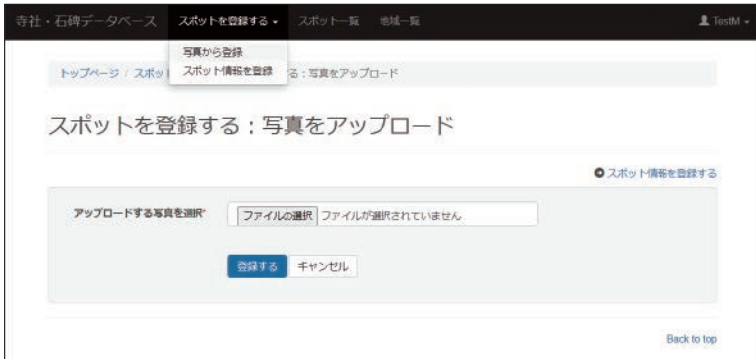 寺社・石碑データベース スポットを登録する スポット一覧 地域一覧 TestM
写真から登録
スポット情報を登録
トップページ / スポッ る：写真をアップロード
スポットを登録する：写真をアップロード
スポット情報を登録する
アップロードする写真を選択* ファイルの選択 ファイルが選択されていません
登録する キャンセル
Back to top